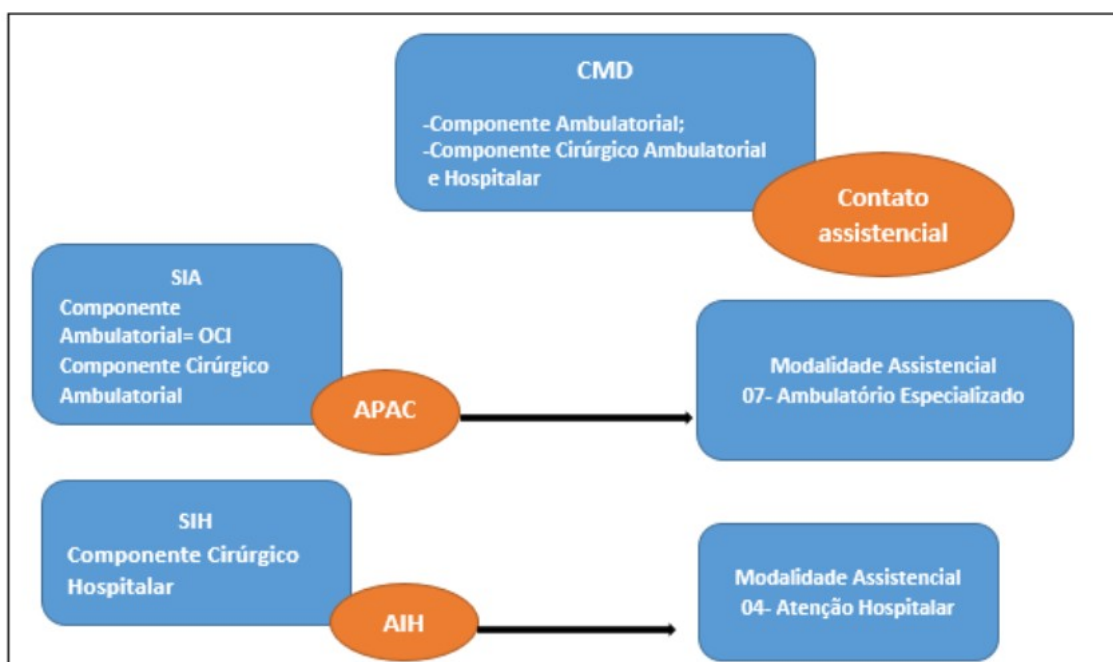 CMD
-Componente Ambulatorial;
-Componente Cirúrgico Ambulatorial
e Hospitalar
Contato
assistencial
SIA
Componente
Ambulatorial= OCI
Componente Cirúrgico
Ambulatorial
APAC
Modalidade Assistencial
07- Ambulatório Especializado
SIH
Componente Cirúrgico
Hospitalar
AIH
Modalidade Assistencial
04- Atenção Hospitalar